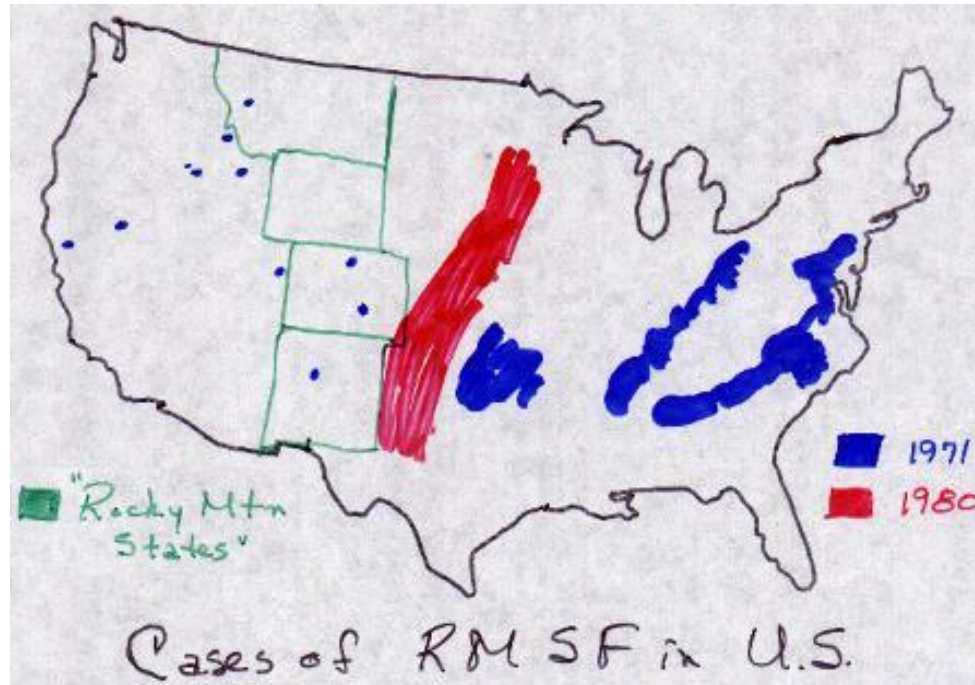 1971
1980
"Rocky Mtn
States"
Cases of RMSF in U.S.